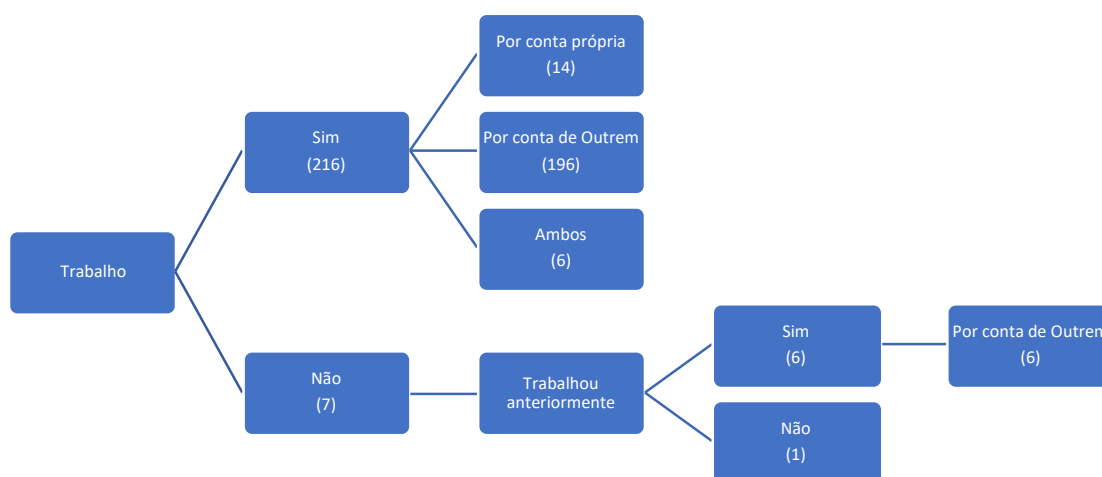 Trabalho
Sim
(216)
Por conta própria
(14)
Por conta de Outrem
(196)
Ambos
(6)
Não
(7)
Trabalhou
anteriormente
Sim
(6)
Por conta de Outrem
(6)
Não
(1)